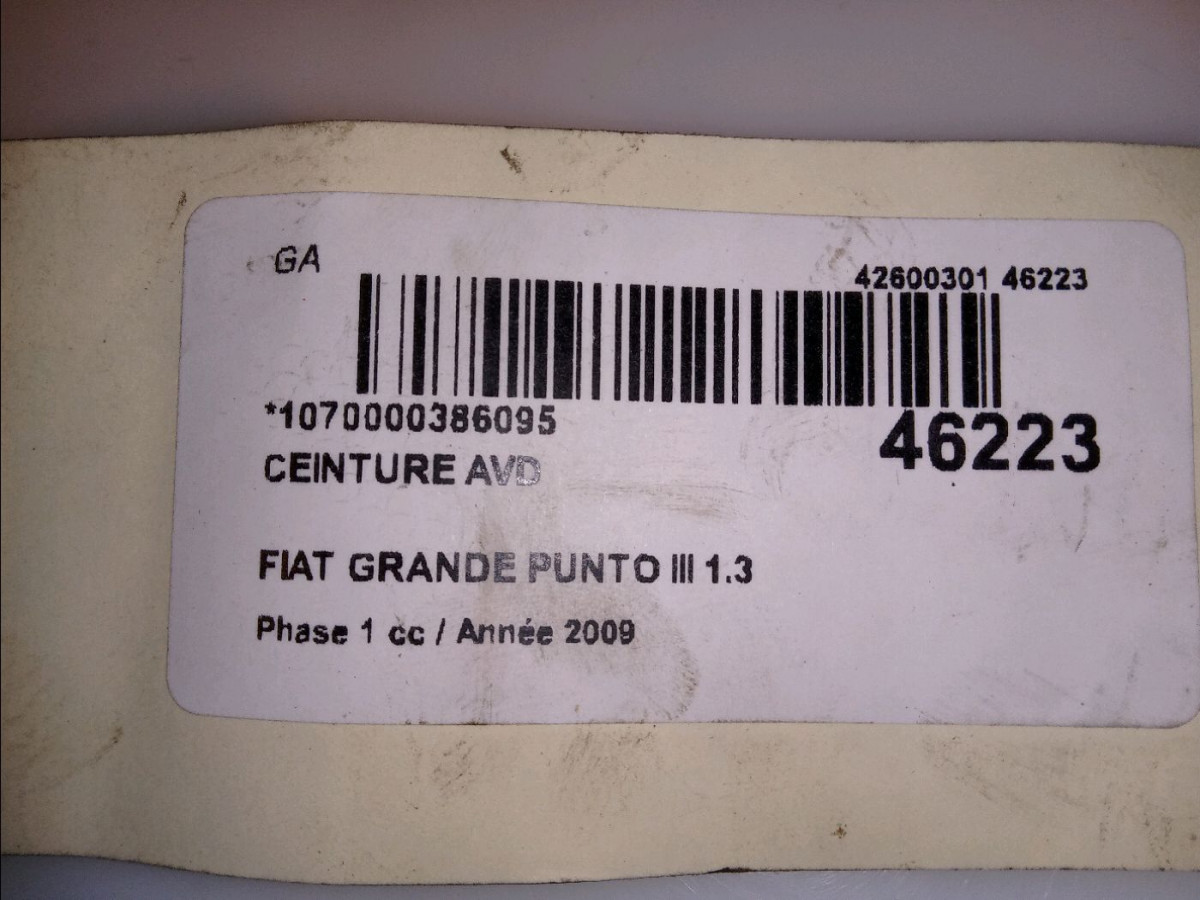 GA
42600301 46223
*1070000386095
46223
CEINTURE AVD
FIAT GRANDE PUNTO III 1.3
Phase 1 cc / Année 2009